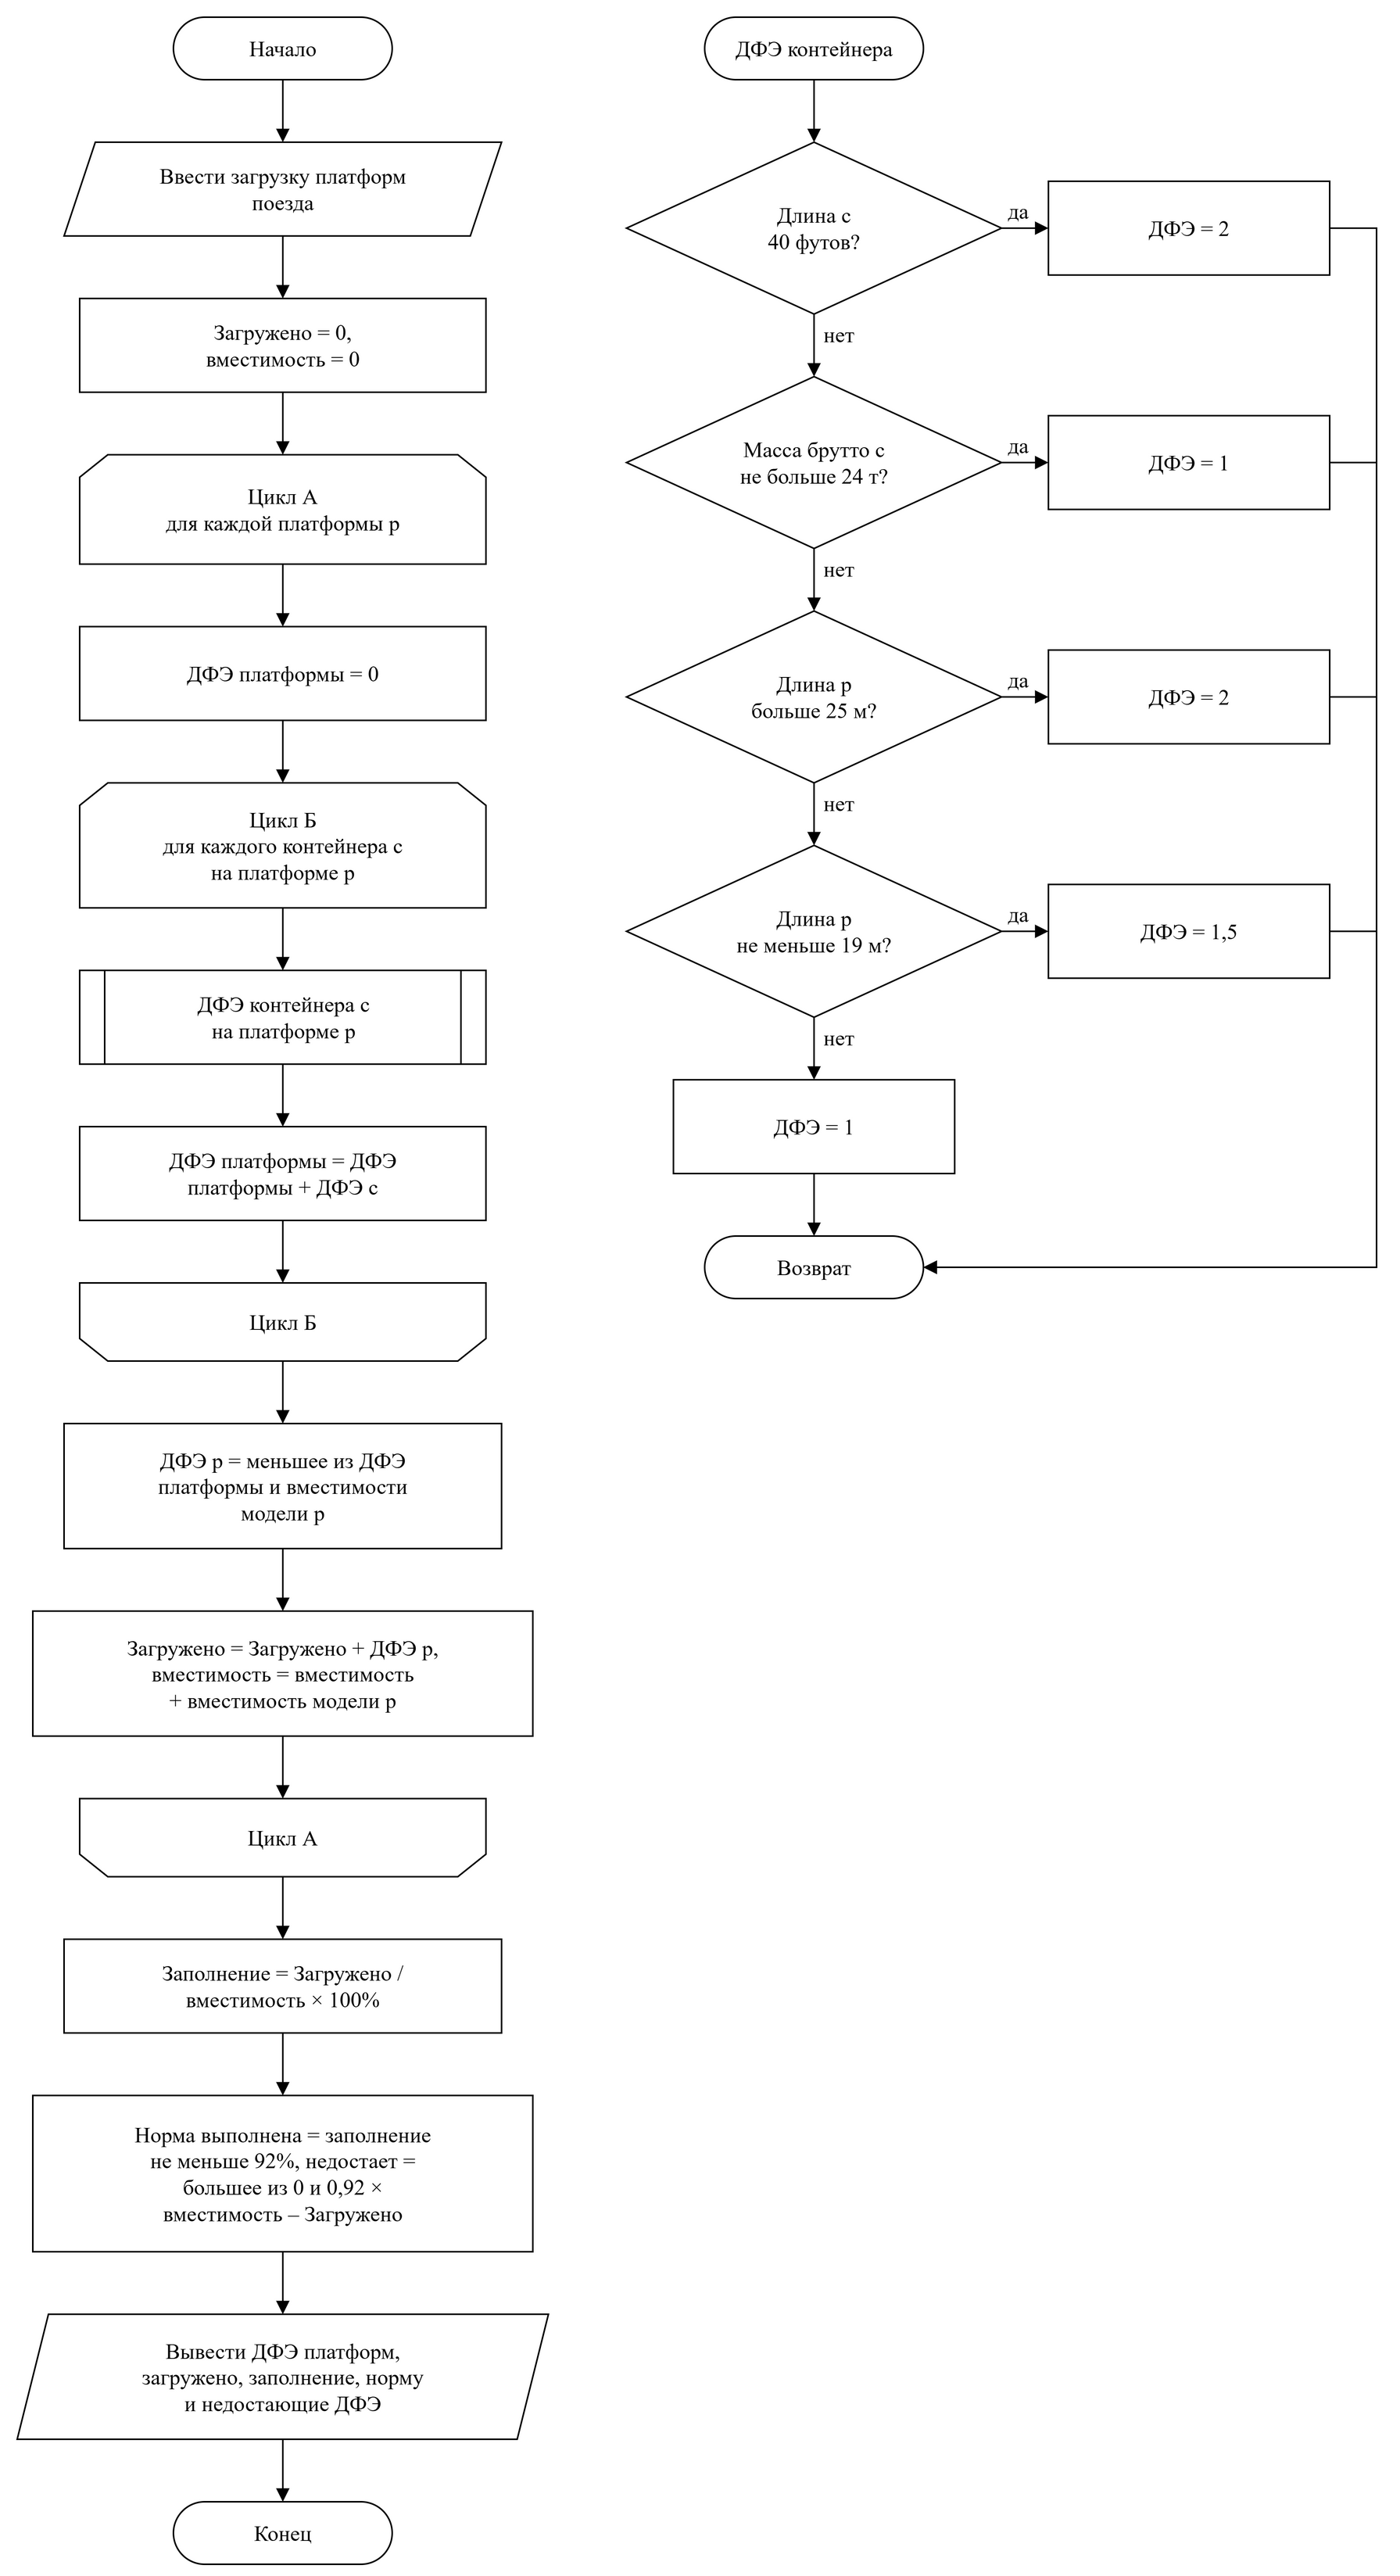 Начало
Ввести загрузку платформ
поезда
Загружено = 0,
вместимость = 0
Цикл А
для каждой платформы p
ДФЭ платформы = 0
Цикл Б
для каждого контейнера c
на платформе p
ДФЭ контейнера c
на платформе p
ДФЭ платформы = ДФЭ
платформы + ДФЭ c
Цикл Б
ДФЭ p = меньшее из ДФЭ
платформы и вместимости
модели p
Загружено = Загружено + ДФЭ p,
вместимость = вместимость
+ вместимость модели p
Цикл А
Заполнение = Загружено /
вместимость × 100%
Норма выполнена = заполнение
не меньше 92%, недостает =
большее из 0 и 0,92 ×
вместимость – Загружено
Вывести ДФЭ платформ,
загружено, заполнение, норму
и недостающие ДФЭ
Конец
ДФЭ контейнера
Длина c
40 футов?
да
ДФЭ = 2
нет
Масса брутто c
не больше 24 т?
да
ДФЭ = 1
нет
Длина p
больше 25 м?
да
ДФЭ = 2
нет
Длина p
не меньше 19 м?
да
ДФЭ = 1,5
нет
ДФЭ = 1
Возврат